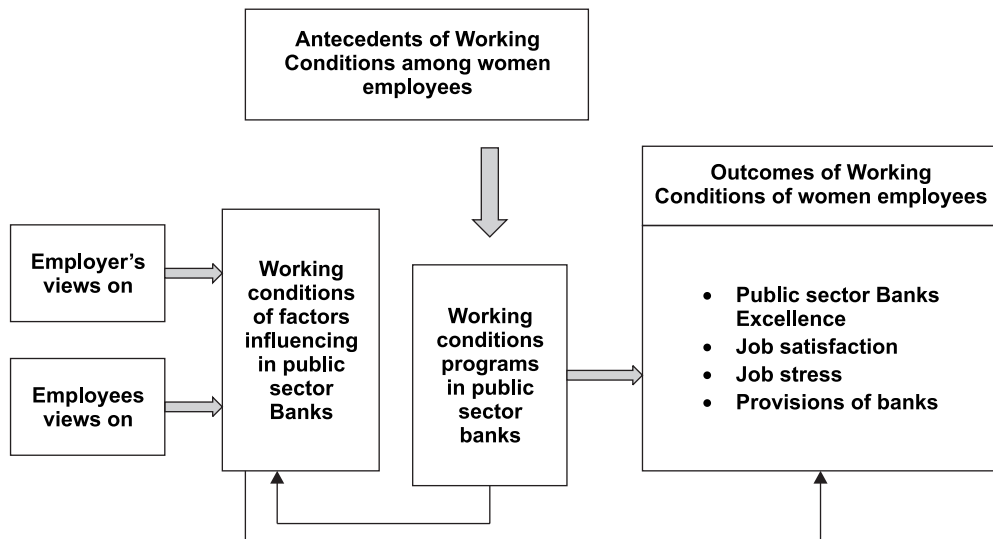 Antecedents of Working
Conditions among women
employees
Outcomes of Working
Conditions of women employees
Employer's views on
Employees views on
Working
conditions
of factors
influencing
in public
sector
Banks
Working
conditions
programs
in public
sector
banks
• Public sector Banks
Excellence
• Job satisfaction
• Job stress
• Provisions of banks